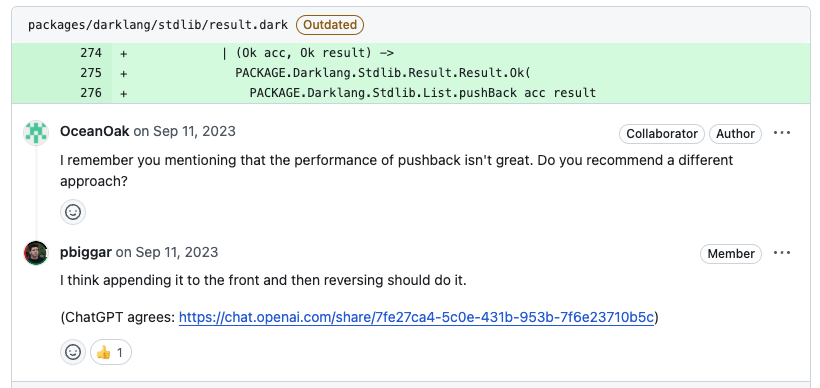 packages/darklang/stdlib/result.dark Outdated
274 + | (Ok acc, Ok result) ->
275 + PACKAGE.Darklang.Stdlib.Result.Result.Ok(
276 + PACKAGE.Darklang.Stdlib.List.pushBack acc result
OceanOak on Sep 11, 2023 Collaborator Author ...
I remember you mentioning that the performance of pushback isn't great. Do you recommend a different
approach?
pbiggar on Sep 11, 2023 Member ...
I think appending it to the front and then reversing should do it.
(ChatGPT agrees: https://chat.openai.com/share/7fe27ca4-5c0e-431b-953b-7f6e23710b5c)
👍 1